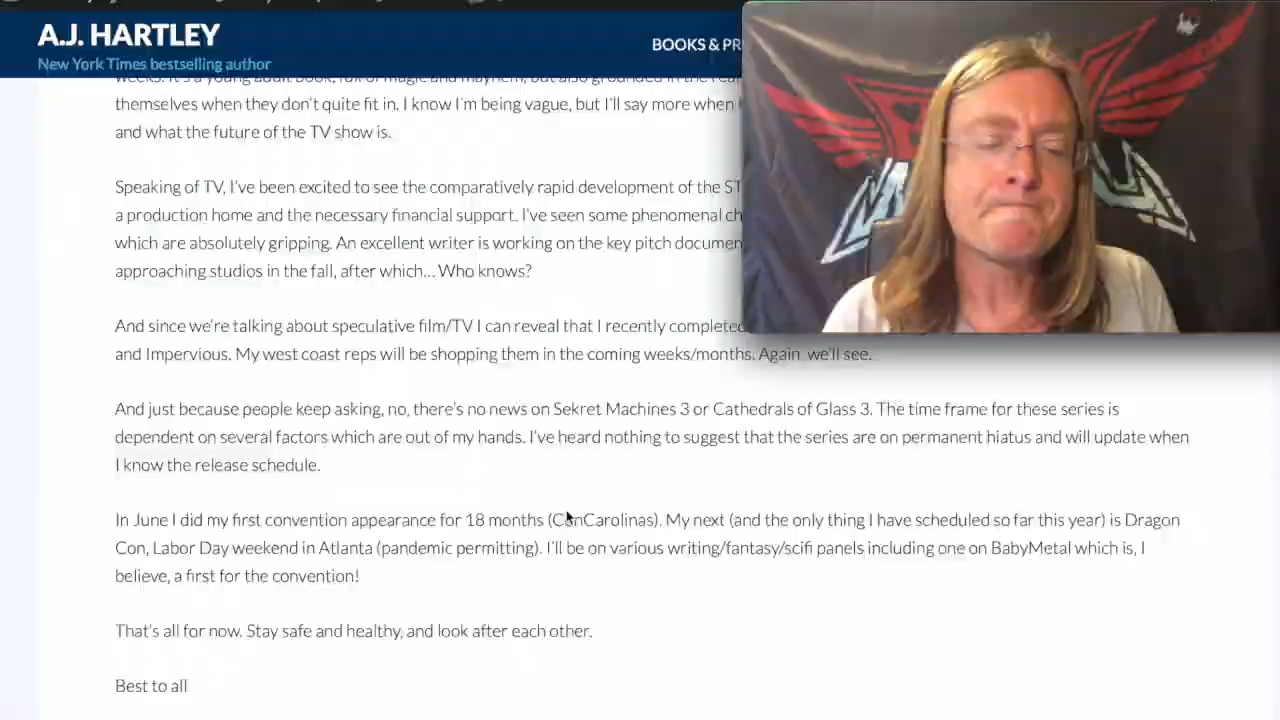 A.J. HARTLEY
New York Times bestselling author
BOOKS & PR
themselves when they don't quite fit in. I know I'm being vague, but I'll say more when
and what the future of the TV show is.
Speaking of TV, I've been excited to see the comparatively rapid development of the ST
a production home and the necessary financial support. I've seen some phenomenal ch
which are absolutely gripping. An excellent writer is working on the key pitch documen
approaching studios in the fall, after which... Who knows?
And since we're talking about speculative film/TV I can reveal that I recently completed
and Impervious. My west coast reps will be shopping them in the coming weeks/months. Again, we'll see.
And just because people keep asking, no, there's no news on Sekret Machines 3 or Cathedrals of Glass 3. The time frame for these series is
dependent on several factors which are out of my hands. I've heard nothing to suggest that the series are on permanent hiatus and will update when
I know the release schedule.
In June I did my first convention appearance for 18 months (ConCarolinas). My next (and the only thing I have scheduled so far this year) is Dragon
Con, Labor Day weekend in Atlanta (pandemic permitting). I'll be on various writing/fantasy/scifi panels including one on BabyMetal which is, I
believe, a first for the convention!
That's all for now. Stay safe and healthy, and look after each other.
Best to all